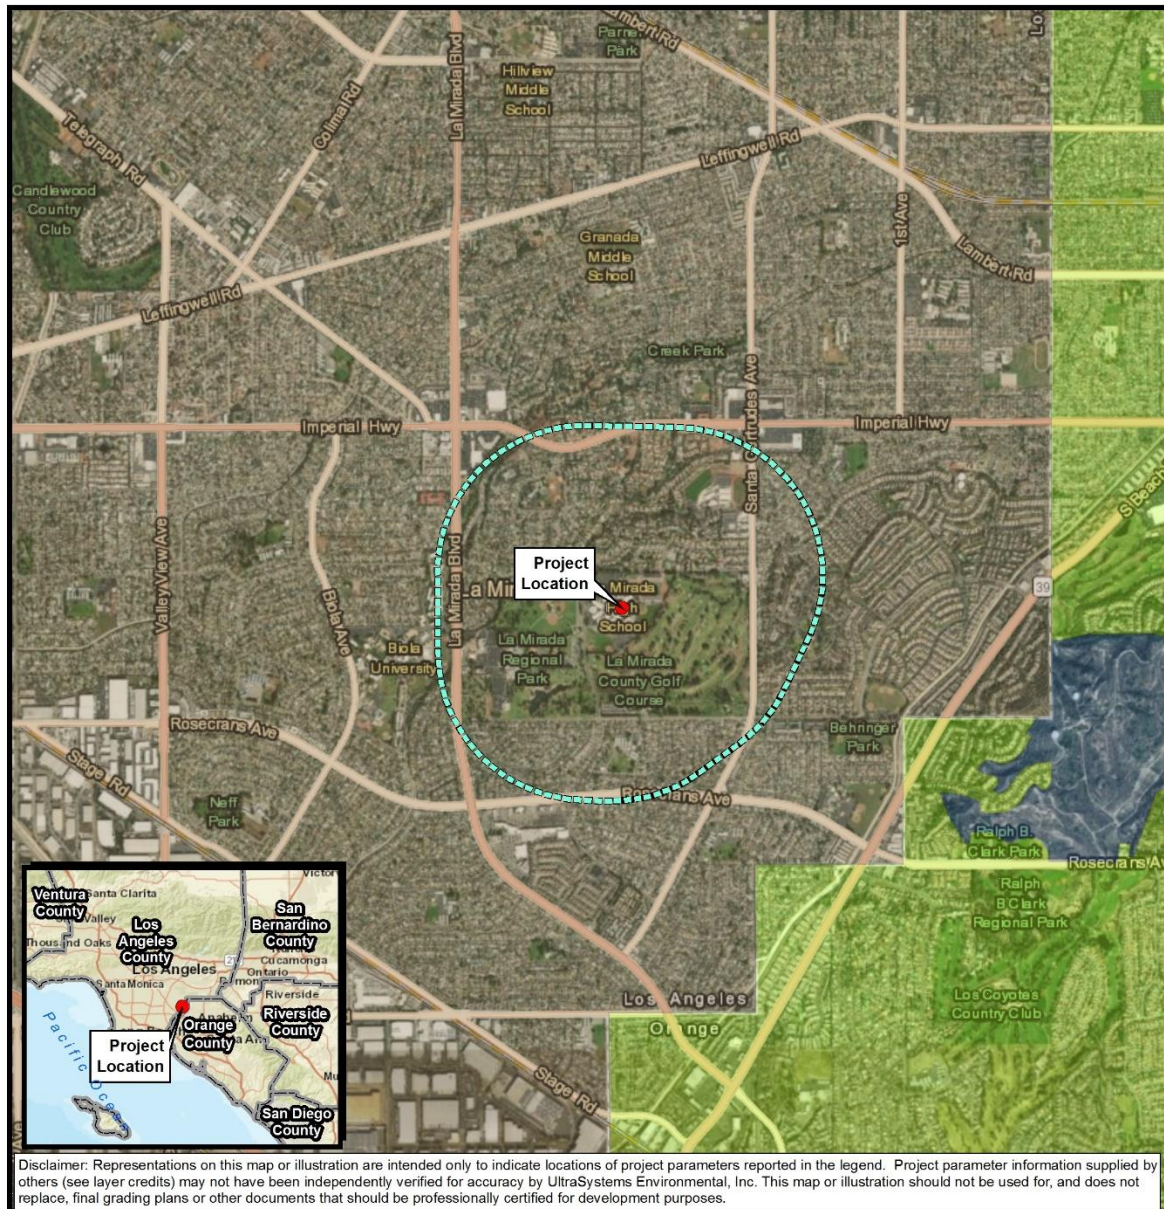 Lambert Rd
Parnell
Park
La Mirada Blvd
Hillview
Middle
School
Colima Rd
Telegraph Rd
Leffingwell Rd
Candlewood
Country
Club
Granada
Middle
School
1st Ave
Lambert Rd
Leffingwell Rd
Creek Park
Santa Gertrudes Ave
Imperial Hwy
Imperial Hwy
S Beach
Valley View Ave
La Mirada Blvd
Project
Location
Mirada
High
School
39
Biola Ave
La Mirada
Regional
Park
Biola
University
La Mirada
County Golf
Course
Rosecrans Ave
Behringer
Park
Stage Rd
Rosecrans Ave
Neff
Park
Ralph B.
Clark Park
Rosecrans Av
Ralph
B Clark
Regional Park
Los Coyotes
Country Club
Los Angeles
Orange
Stage Rd
Ventura
County
Santa Clarita
Victor
San
Bernardino
County
Valley
Los
Angeles
County
Thousand Oaks
Los Angeles
Cucamonga
Ontario
Santa Monica
Riverside
Riverside
County
Anaheim
Orange
County
Project
Location
Pacific Ocean
San Diego
County
Disclaimer: Representations on this map or illustration are intended only to indicate locations of project parameters reported in the legend. Project parameter information supplied by
others (see layer credits) may not have been independently verified for accuracy by UltraSystems Environmental, Inc. This map or illustration should not be used for, and does not
replace, final grading plans or other documents that should be professionally certified for development purposes.